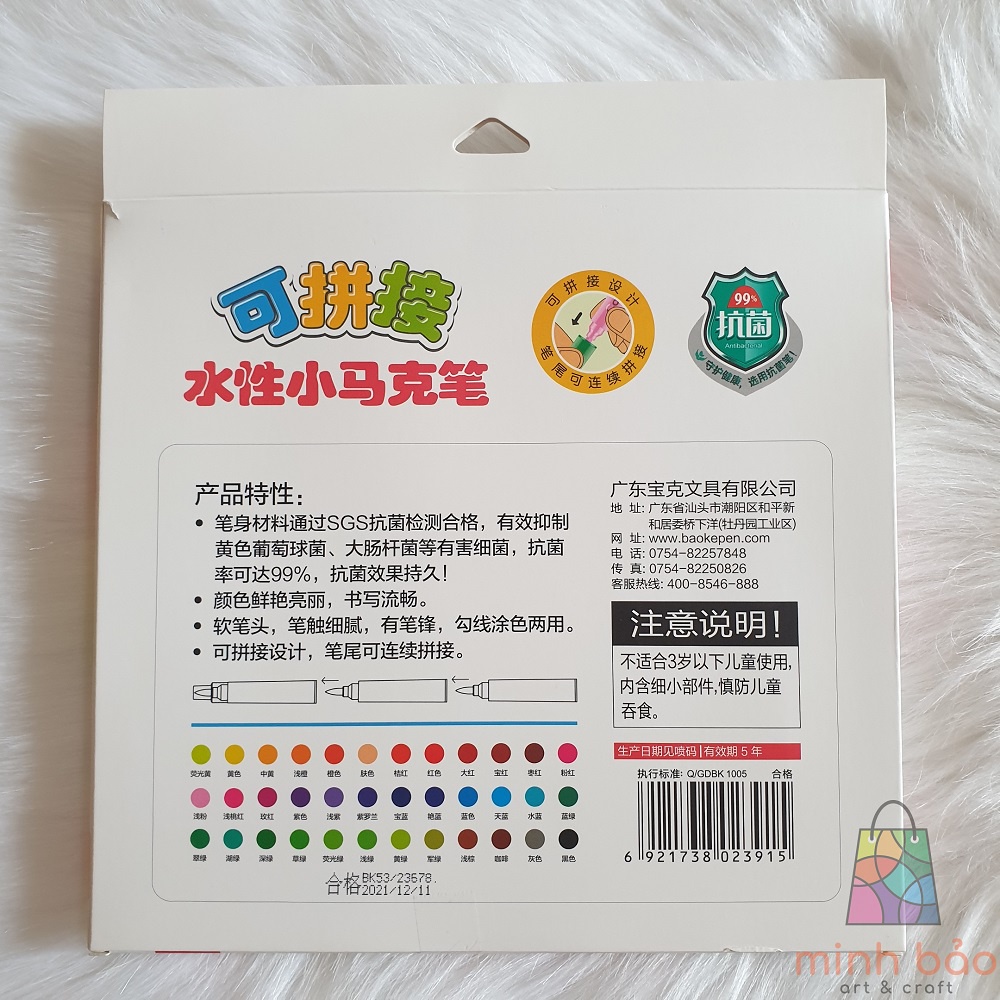 可拼接
水性小马克笔
可拼接设计
笔尾可连续拼接
99%
抗菌
Antibacterial
守护健康，选用抗菌笔！
产品特性：
• 笔身材料通过SGS抗菌检测合格，有效抑制
黄色葡萄球菌、大肠杆菌等有害细菌，抗菌
率可达99%，抗菌效果持久！
• 颜色鲜艳亮丽，书写流畅。
• 软笔头，笔触细腻，有笔锋，勾线涂色两用。
• 可拼接设计，笔尾可连续拼接。
荧光黄 黄色 中黄 浅橙 橙色 肤色 桔红 红色 大红 宝红 枣红 粉红
浅粉 浅桃红 玫红 紫色 浅紫 紫罗兰 宝蓝 艳蓝 蓝色 天蓝 水蓝 蓝绿
翠绿 湖绿 深绿 草绿 荧光绿 浅绿 黄绿 军绿 浅棕 咖啡 灰色 黑色
合格
BK53/23678.
2021/12/11
广东宝克文具有限公司
地 址: 广东省汕头市潮阳区和平新
和居委桥下洋(牡丹园工业区)
网 址: www.baokepen.com
电 话: 0754-82257848
传 真: 0754-82250826
客服热线: 400-8546-888
注意说明！
不适合3岁以下儿童使用,
内含细小部件,慎防儿童
吞食。
生产日期见喷码|有效期 5 年
执行标准: Q/GDBK 1005 合格
6 921738 023915
minh bảo
art & craft